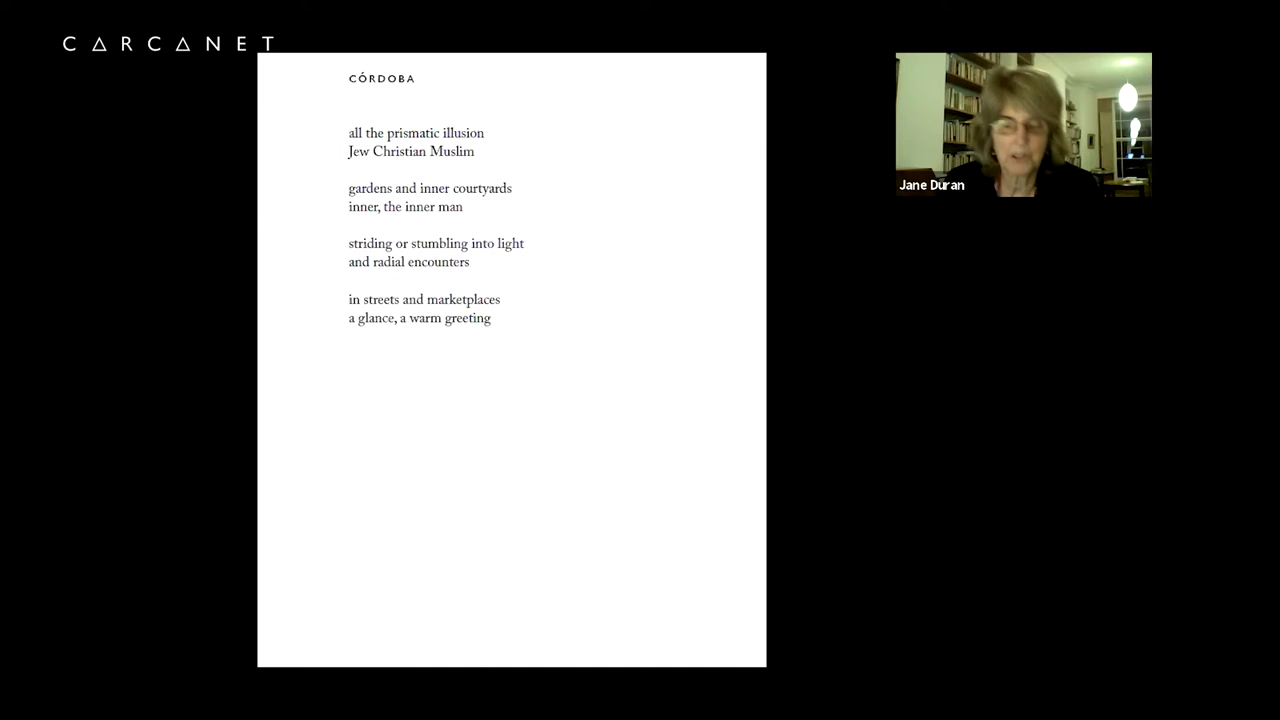 CARCANET
CÓRDOBA
all the prismatic illusion
Jew Christian Muslim
gardens and inner courtyards
inner, the inner man
striding or stumbling into light
and radial encounters
in streets and marketplaces
a glance, a warm greeting
Jane Duran